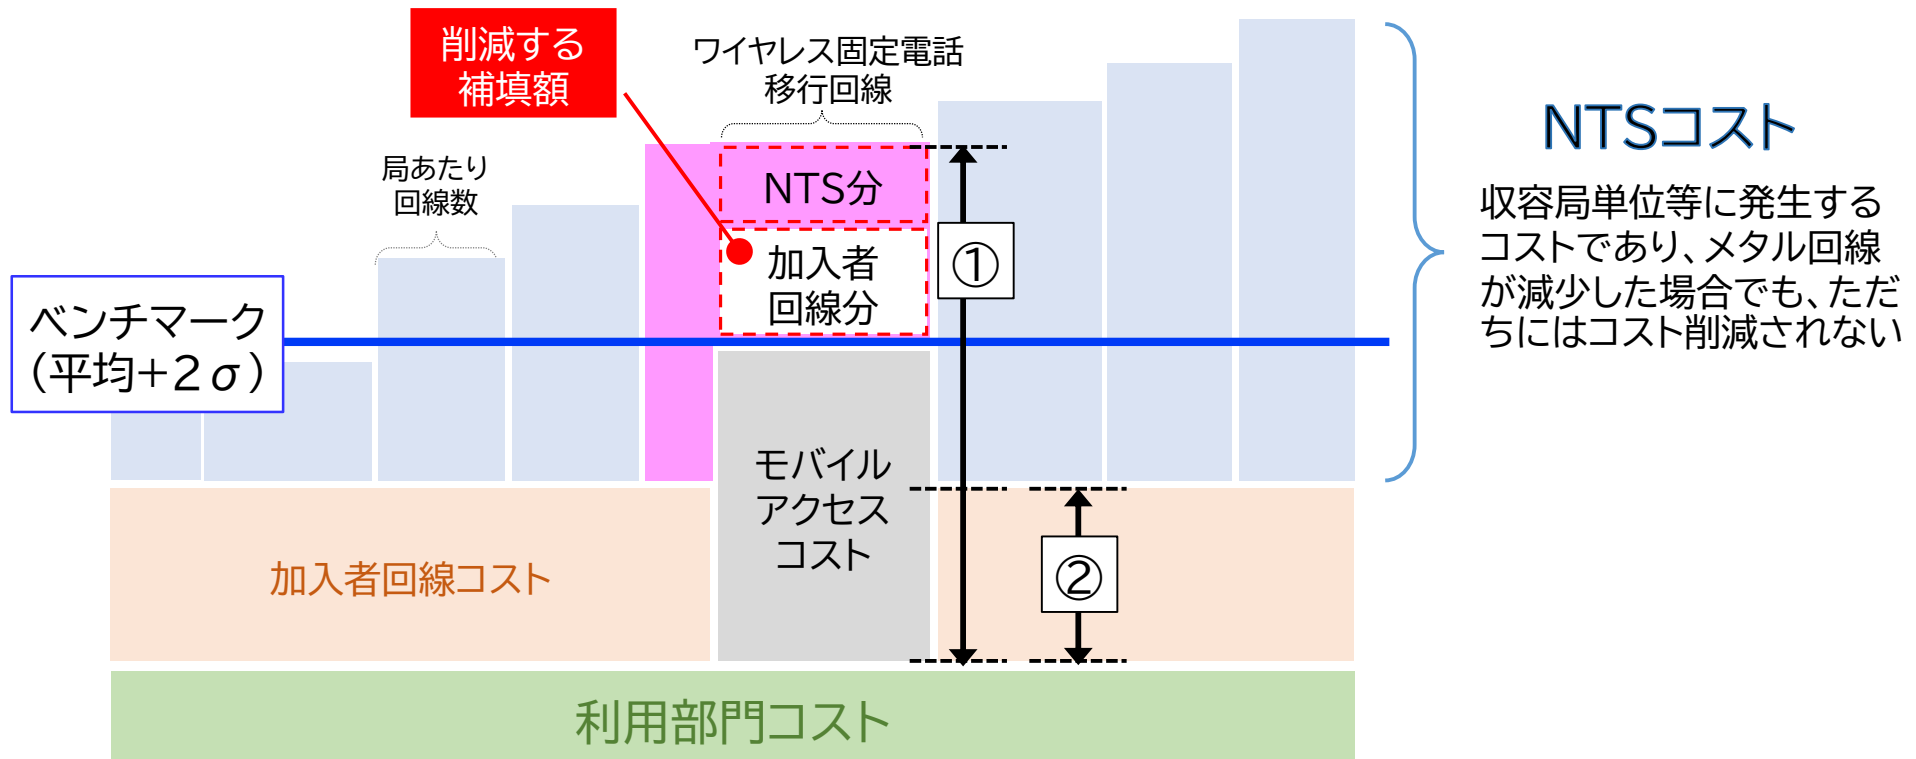 削減する
補填額
ワイヤレス固定電話
移行回線
局あたり
回線数
NTS分
加入者
回線分
①
ベンチマーク
(平均+2σ)
モバイル
アクセス
コスト
②
加入者回線コスト
利用部門コスト
NTSコスト
収容局単位等に発生する
コストであり、メタル回線
が減少した場合でも、ただ
ちにはコスト削減されない